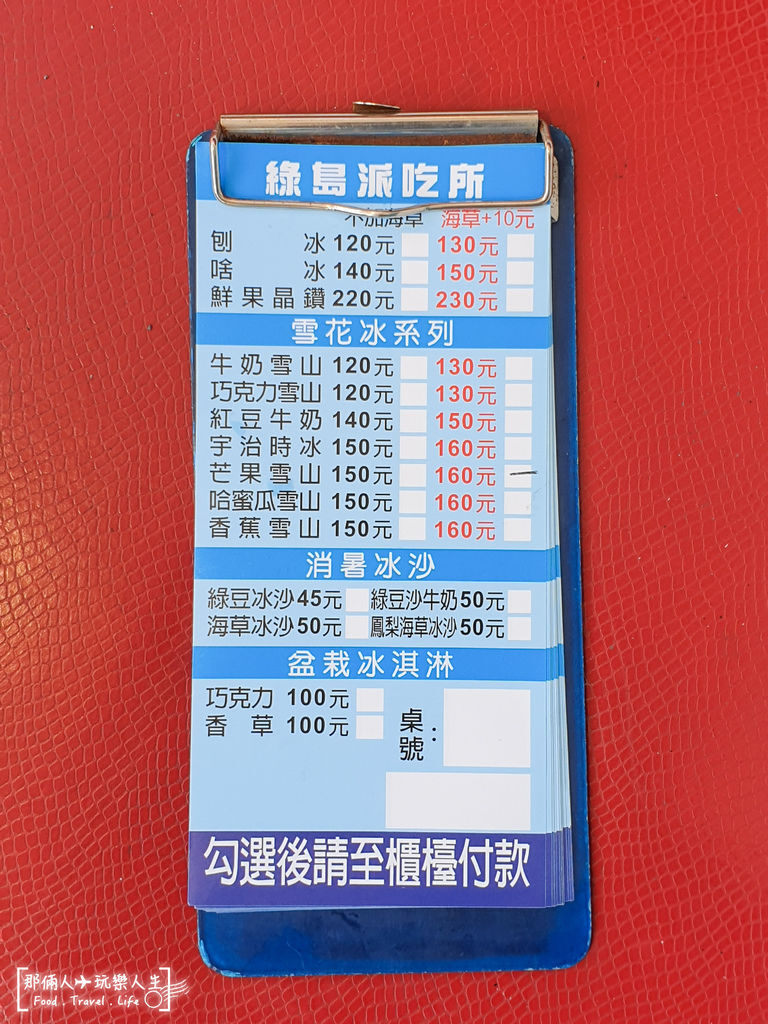 綠島派吃所
不加海草 海草+10元
刨冰 120元 130元
啥冰 140元 150元
鮮果晶鑽 220元 230元
雪花冰系列
牛奶雪山 120元 130元
巧克力雪山 120元 130元
紅豆牛奶 140元 150元
宇治時冰 150元 160元
芒果雪山 150元 160元
哈蜜瓜雪山 150元 160元
香蕉雪山 150元 160元
消暑冰沙
綠豆冰沙 45元 綠豆沙牛奶 50元
海草冰沙 50元 鳳梨海草冰沙 50元
盆栽冰淇淋
巧克力 100元
香草 100元
桌號：
勾選後請至櫃檯付款
那倆人玩樂人生
Food . Travel . Life